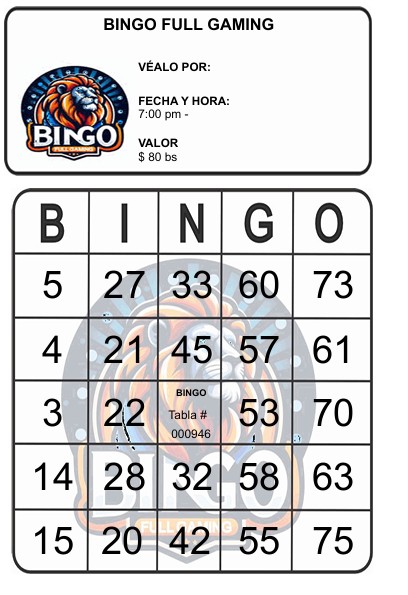 BINGO FULL GAMING
VÉALO POR:
FECHA Y HORA:
7:00 pm -
VALOR
$ 80 bs
BINGO
FULL GAMING
B I N G O
5 27 33 60 73
4 21 45 57 61
BINGO
3 22 Tabla # 53 70
000946
14 28 32 58 63
15 20 42 55 75
BINGO
FULL GAMING